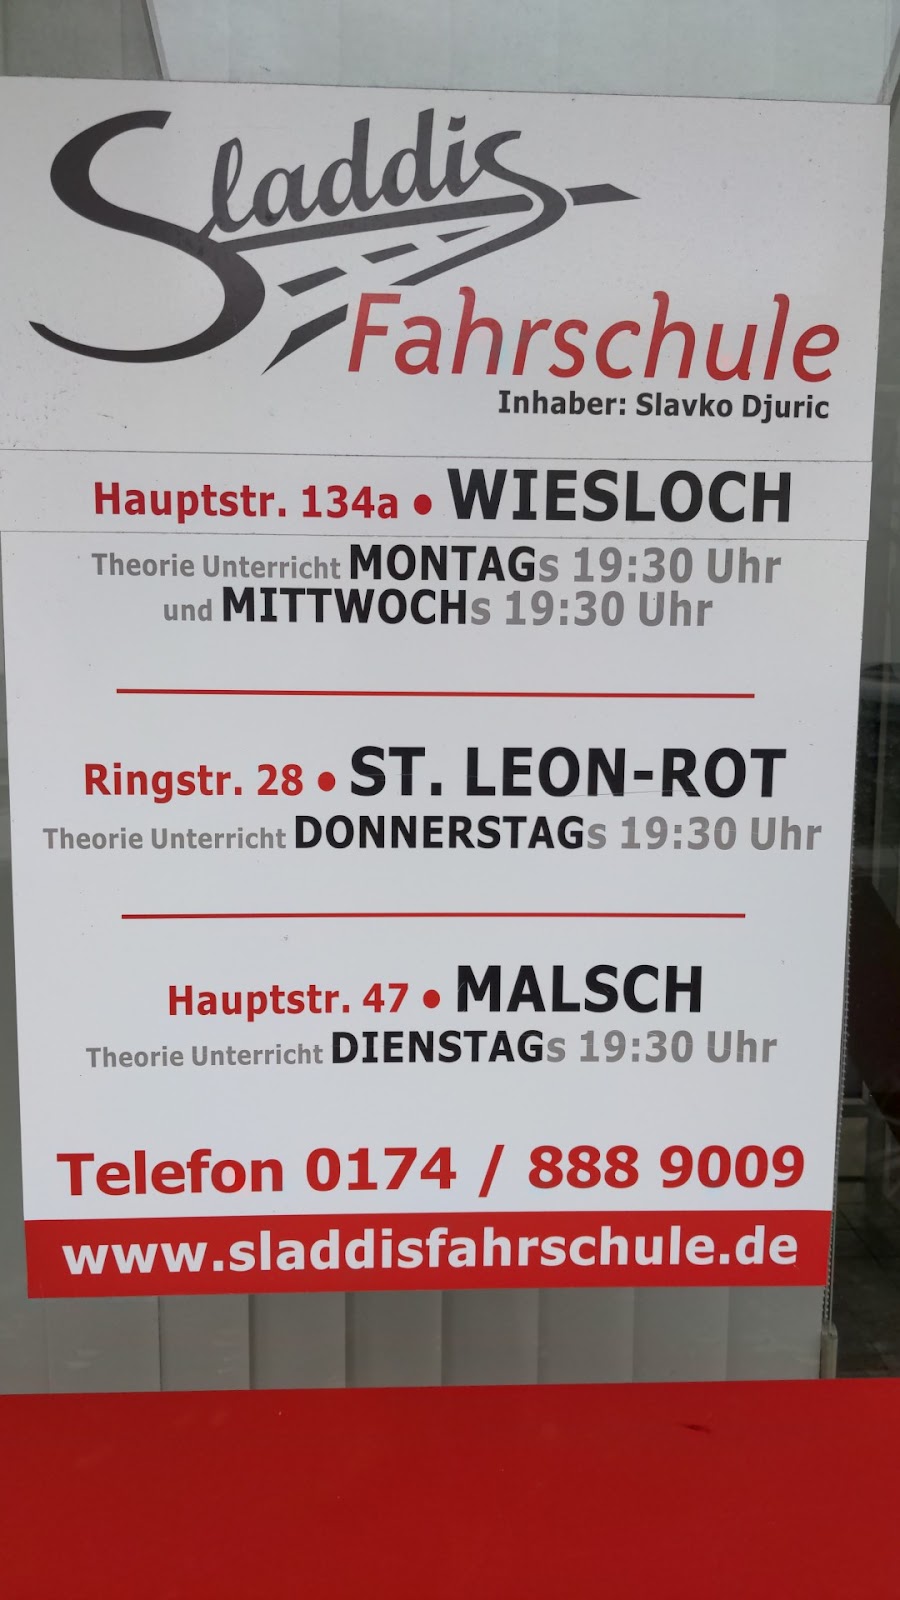 Sladdis
Fahrschule
Inhaber: Slavko Djuric
Hauptstr. 134a • WIESLOCH
Theorie Unterricht MONTAGs 19:30 Uhr
und MITTWOCHs 19:30 Uhr
Ringstr. 28 • ST. LEON-ROT
Theorie Unterricht DONNERSTAGs 19:30 Uhr
Hauptstr. 47 • MALSCH
Theorie Unterricht DIENSTAGs 19:30 Uhr
Telefon 0174 / 888 9009
www.sladdisfahrschule.de